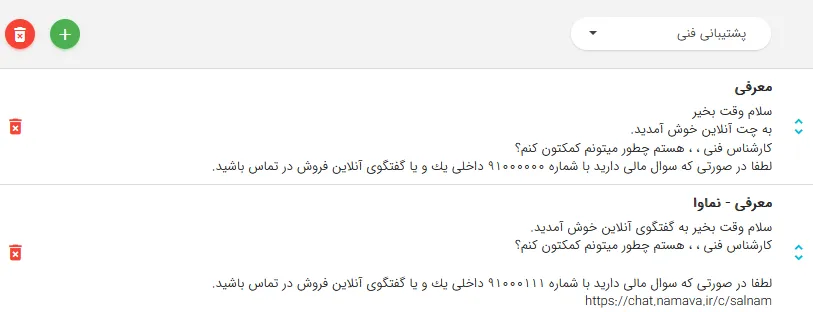 پشتیبانی فنی
معرفی
سلام وقت بخیر
به چت آنلاین خوش آمدید.
کارشناس فنی ، ، هستم چطور میتونم کمکتون کنم؟
لطفا در صورتی که سوال مالی دارید با شماره ۹۱۰۰۰۰۰۰ داخلی یك و یا گفتگوی آنلاین فروش در تماس باشید.
معرفی - نماوا
سلام وقت بخیر به گفتگوی آنلاین خوش آمدید.
کارشناس فنی ، ، هستم چطور میتونم کمکتون کنم؟
لطفا در صورتی که سوال مالی دارید با شماره ۹۱۰۰۰۱۱۱ داخلی یك و یا گفتگوی آنلاین فروش در تماس باشید.
https://chat.namava.ir/c/salnam